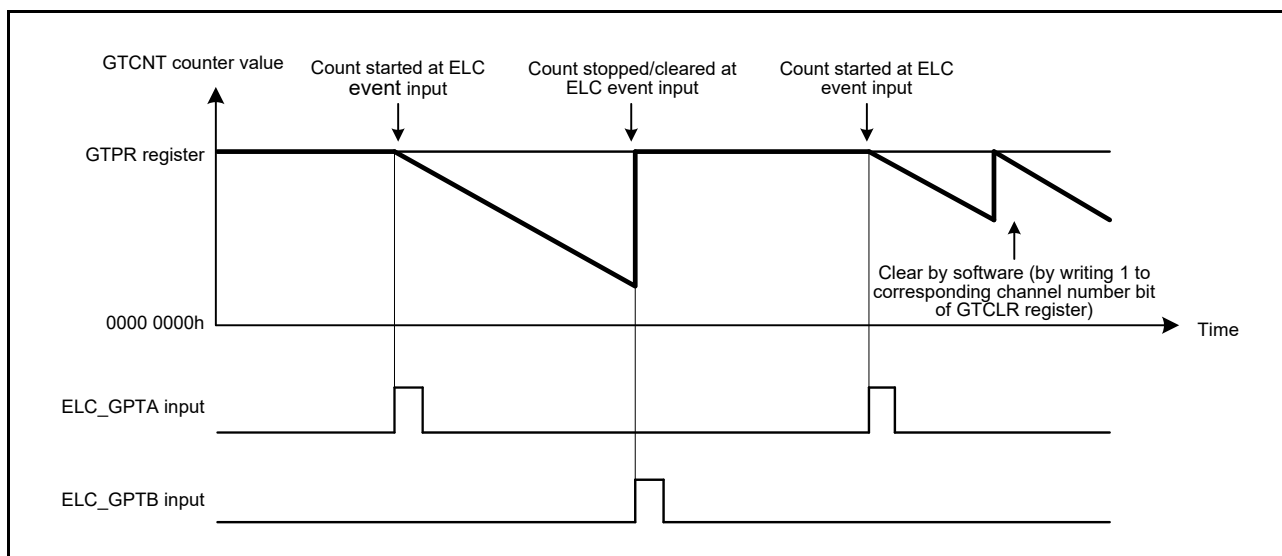 GTCNT counter value
Count started at ELC
event input
Count stopped/cleared at
ELC event input
Count started at ELC
event input
GTPR register
Clear by software (by writing 1 to
corresponding channel number bit
of GTCLR register)
0000 0000h
Time
ELC_GPTA input
ELC_GPTB input